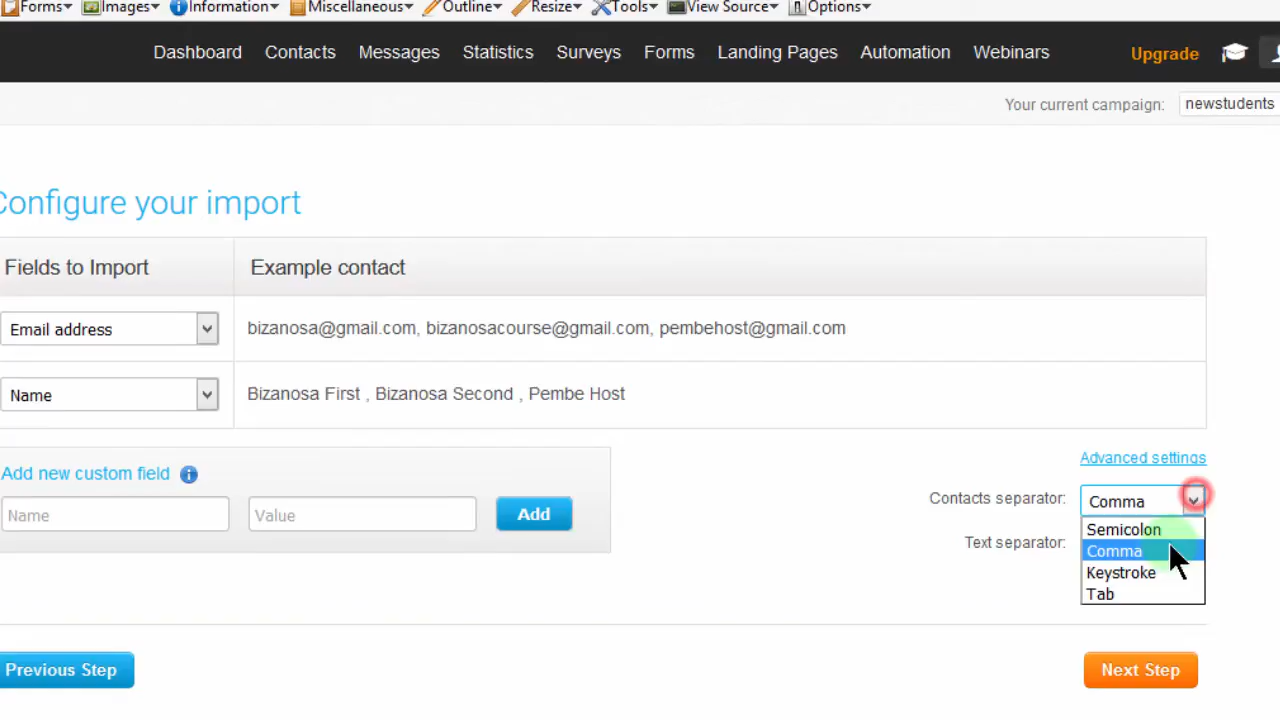 Forms▾ Images▾ Information▾ Miscellaneous▾ Outline▾ Resize▾ Tools▾ View Source▾ Options▾
Dashboard Contacts Messages Statistics Surveys Forms Landing Pages Automation Webinars Upgrade
Your current campaign: newstudents
Configure your import
Fields to Import Example contact
Email address bizanosa@gmail.com, bizanosacourse@gmail.com, pembehost@gmail.com
Name Bizanosa First , Bizanosa Second , Pembe Host
Advanced settings
Add new custom field i
Contacts separator: Comma
Name Value Add
Semicolon
Text separator:
Comma
Keystroke
Tab
Previous Step Next Step